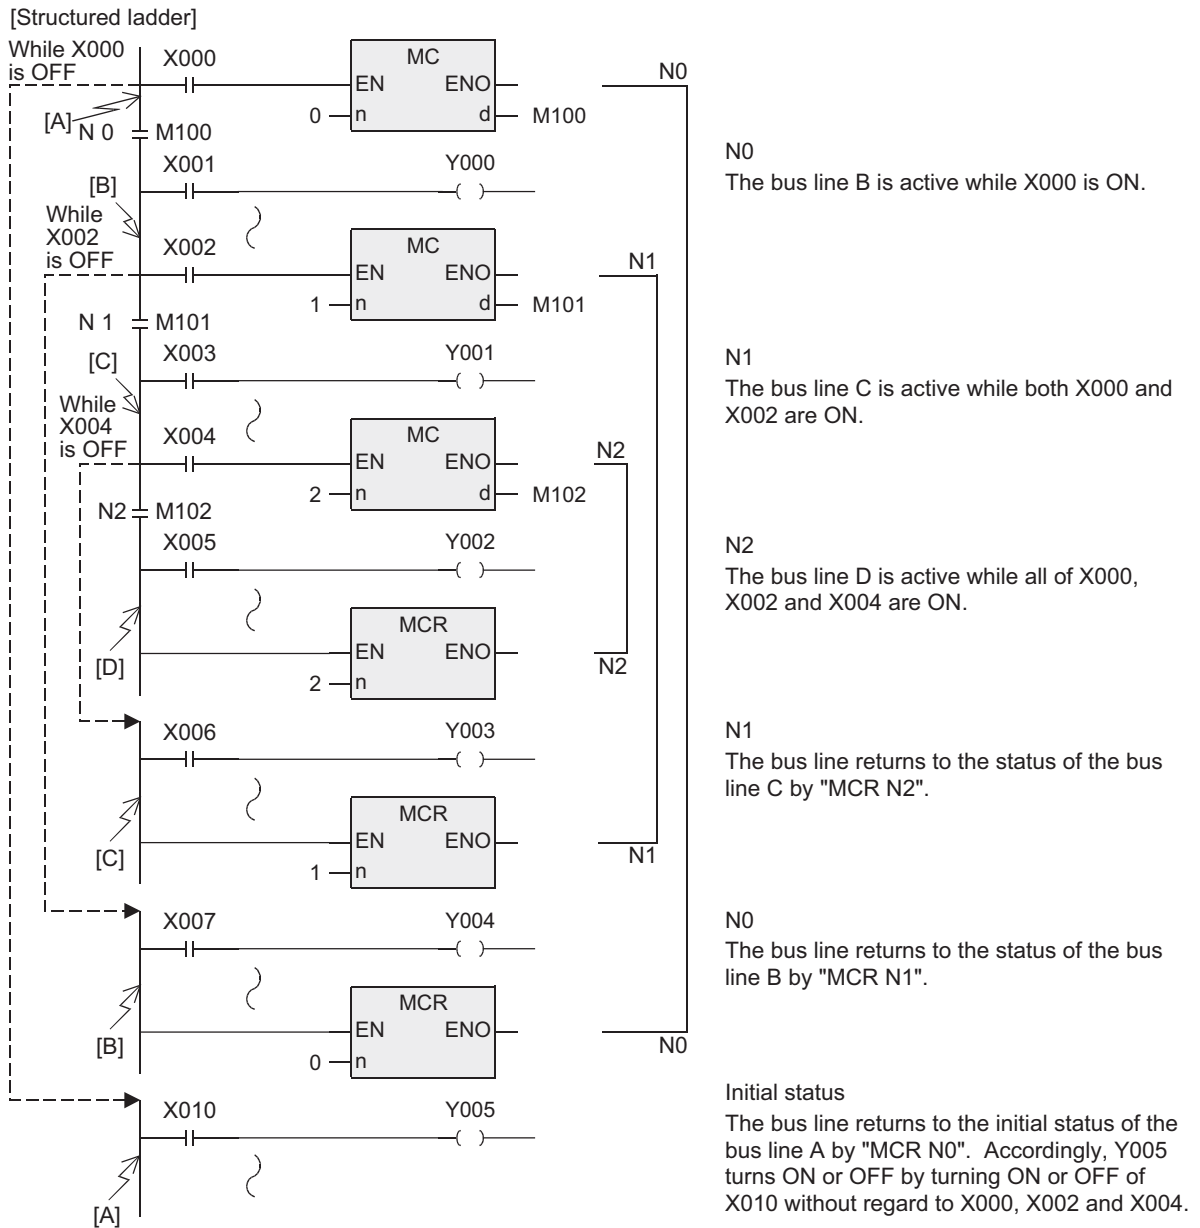 [Structured ladder]
While X000
is OFF
X000
MC
EN ENO
0 n d M100
N0
[A]
N 0 M100
X001 Y000
[B]
N0
The bus line B is active while X000 is ON.
While
X002
is OFF
X002
MC
EN ENO
1 n d M101
N1
N 1 M101
X003 Y001
[C]
N1
The bus line C is active while both X000 and
X002 are ON.
While
X004
is OFF
X004
MC
EN ENO
2 n d M102
N2
N2 M102
X005 Y002
N2
The bus line D is active while all of X000,
X002 and X004 are ON.
[D]
MCR
EN ENO
2 n
N2
X006 Y003
N1
The bus line returns to the status of the bus
line C by "MCR N2".
[C]
MCR
EN ENO
1 n
N1
X007 Y004
N0
The bus line returns to the status of the bus
line B by "MCR N1".
[B]
MCR
EN ENO
0 n
N0
X010 Y005
[A]
Initial status
The bus line returns to the initial status of the
bus line A by "MCR N0". Accordingly, Y005
turns ON or OFF by turning ON or OFF of
X010 without regard to X000, X002 and X004.